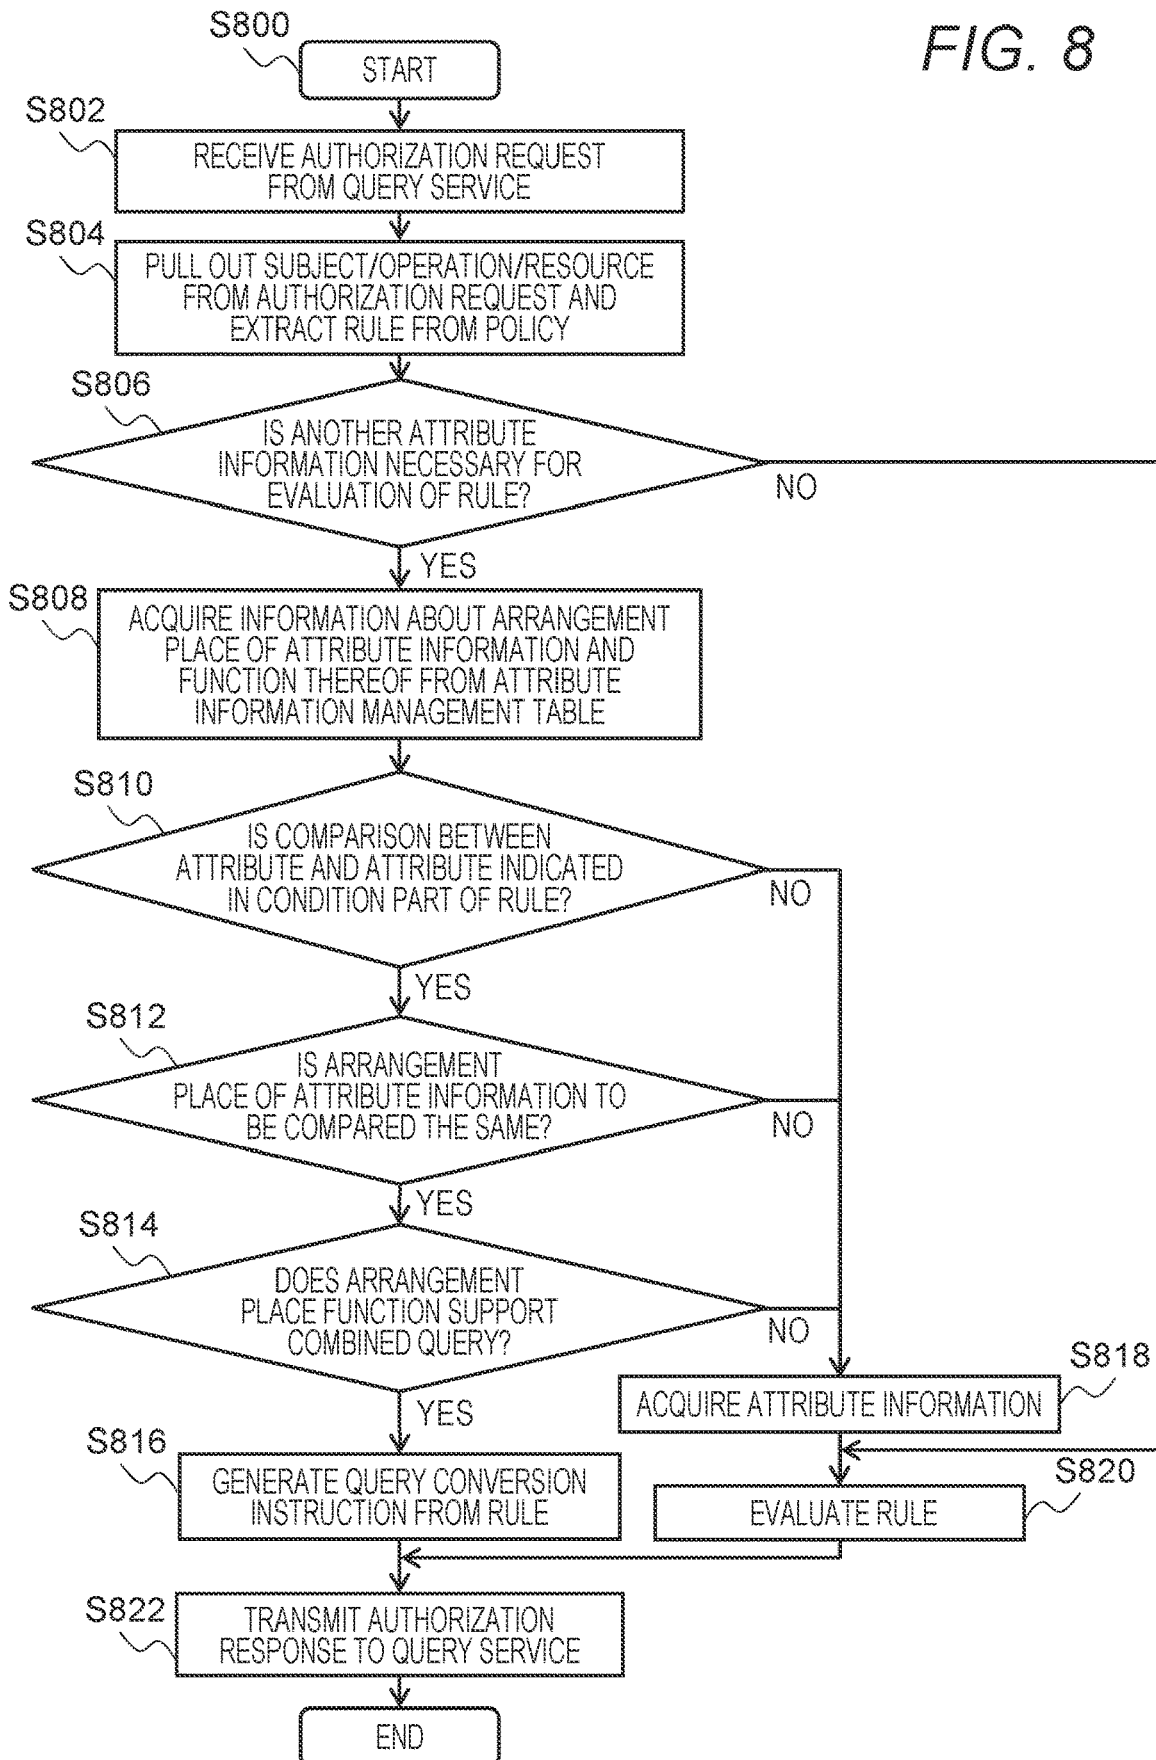 FIG. 8
S800
START
S802
RECEIVE AUTHORIZATION REQUEST
FROM QUERY SERVICE
S804
PULL OUT SUBJECT/OPERATION/RESOURCE
FROM AUTHORIZATION REQUEST AND
EXTRACT RULE FROM POLICY
S806
IS ANOTHER ATTRIBUTE
INFORMATION NECESSARY FOR
EVALUATION OF RULE?
NO
YES
S808
ACQUIRE INFORMATION ABOUT ARRANGEMENT
PLACE OF ATTRIBUTE INFORMATION AND
FUNCTION THEREOF FROM ATTRIBUTE
INFORMATION MANAGEMENT TABLE
S810
IS COMPARISON BETWEEN
ATTRIBUTE AND ATTRIBUTE INDICATED
IN CONDITION PART OF RULE?
NO
YES
S812
IS ARRANGEMENT
PLACE OF ATTRIBUTE INFORMATION TO
BE COMPARED THE SAME?
NO
YES
S814
DOES ARRANGEMENT
PLACE FUNCTION SUPPORT
COMBINED QUERY?
NO
YES
S818
ACQUIRE ATTRIBUTE INFORMATION
S816
GENERATE QUERY CONVERSION
INSTRUCTION FROM RULE
S820
EVALUATE RULE
S822
TRANSMIT AUTHORIZATION
RESPONSE TO QUERY SERVICE
END